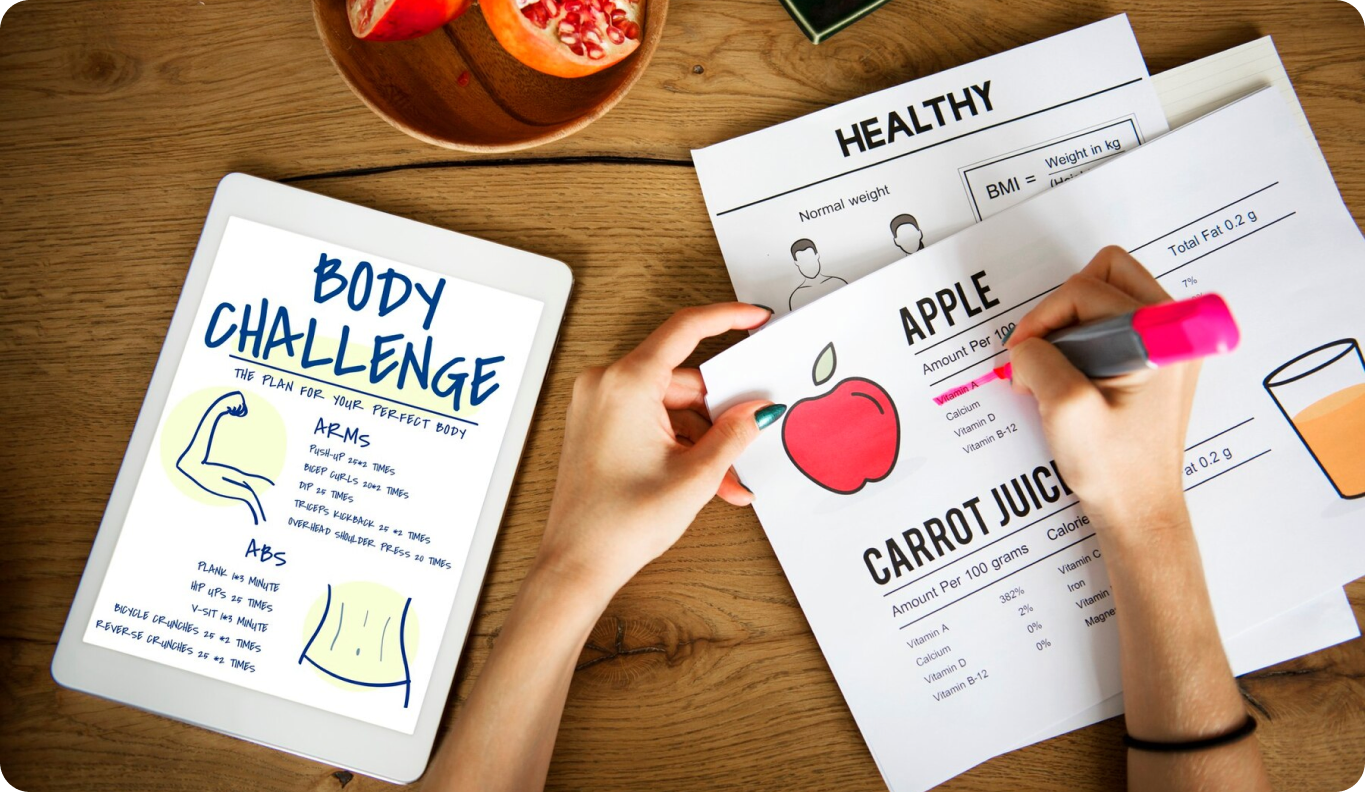 BODY
CHALLENGE
THE PLAN FOR YOUR PERFECT BODY
ARMS
PUSH-UP 25*2 TIMES
BICEP CURLS 20*2 TIMES
DIP 25 TIMES
TRICEPS KICKBACK 25 *2 TIMES
OVERHEAD SHOULDER PRESS 20 TIMES
ABS
PLANK 1*3 MINUTE
HIP UPS 25 TIMES
V-SIT 1*3 MINUTE
BICYCLE CRUNCHES 25 *2 TIMES
REVERSE CRUNCHES 25 *2 TIMES
HEALTHY
Normal weight
BMI =
Weight in kg
APPLE
Amount Per 100
Total Fat 0.2 g
7%
Vitamin A
Calcium
Vitamin D
Vitamin B-12
CARROT JUICE
Amount Per 100 grams
Calorie
at 0.2 g
Vitamin A 382%
Calcium 2%
Vitamin D 0%
Vitamin B-12 0%
Vitamin C
Iron
Vitamin
Magne